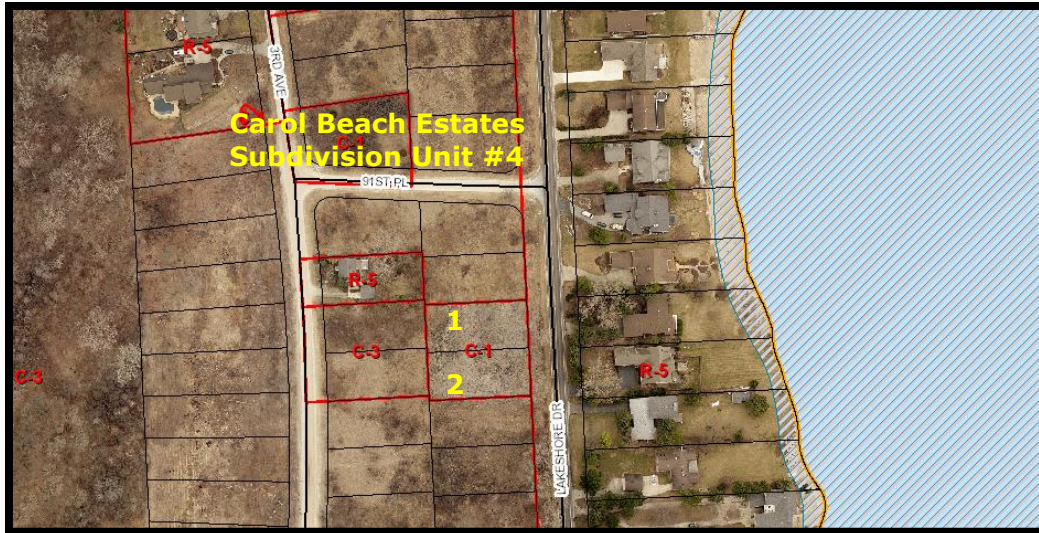 R-5
3RD AVE
Carol Beach Estates
C-1
Subdivision Unit #4
91ST PL
R-5
1
C-3
C-1
2
R-5
C-3
LAKESHORE DR